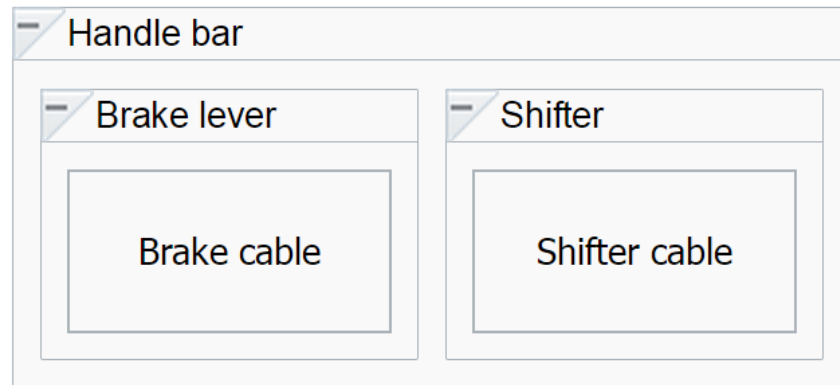 Handle bar
Brake lever
Shifter
Brake cable
Shifter cable